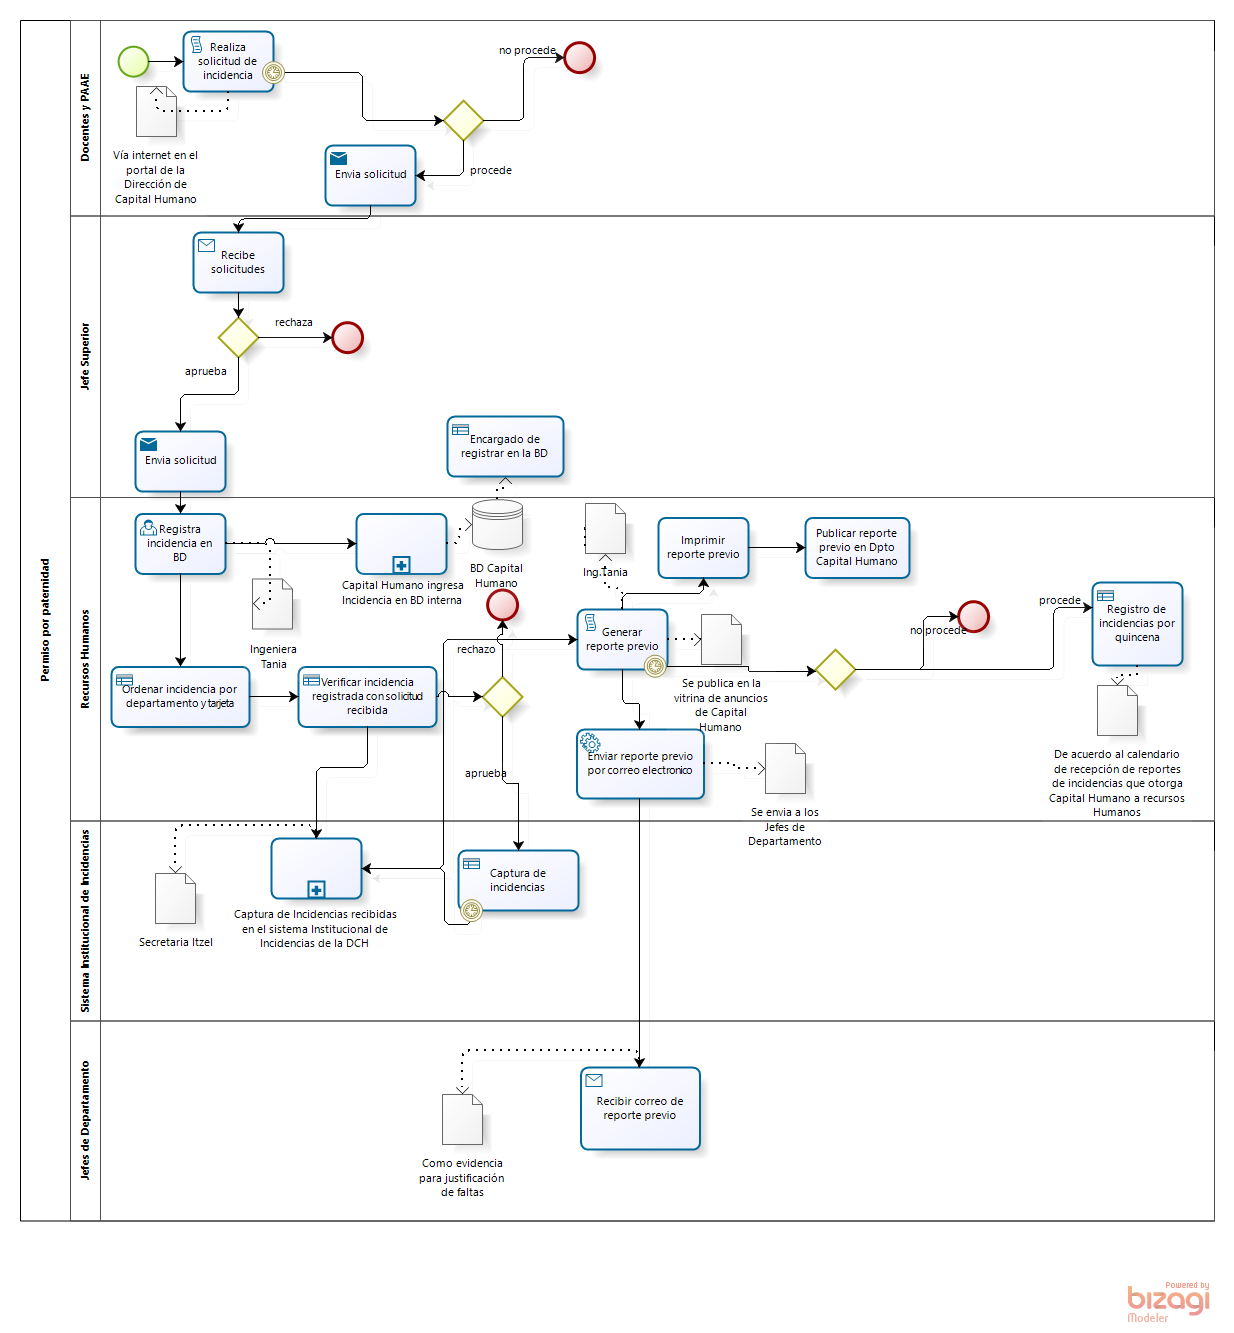 Permiso por paternidad
Docentes y PAAE
Realiza
solicitud de
incidencia
no procede
Vía internet en el
portal de la
Dirección de
Capital Humano
Envia solicitud
procede
Jefe Superior
Recibe
solicitudes
rechaza
aprueba
Envia solicitud
Encargado de
registrar en la BD
Recursos Humanos
Registra
incidencia en
BD
Capital Humano ingresa
Incidencia en BD interna
BD Capital
Humano
Ing.Tania
Imprimir
reporte previo
Publicar reporte
previo en Dpto
Capital Humano
Ingeniera
Tania
rechazo
Generar
reporte previo
Se publica en la
vitrina de anuncios
de Capital
Humano
no procede
procede
Registro de
incidencias por
quincena
Ordenar incidencia por
departamento y tarjeta
Verificar incidencia
registrada con solicitud
recibida
aprueba
Enviar reporte previo
por correo electronico
Se envia a los
Jefes de
Departamento
De acuerdo al calendario
de recepción de reportes
de incidencias que otorga
Capital Humano a recursos
Humanos
Sistema Institucional de Incidencias
Secretaria Itzel
Captura de Incidencias recibidas
en el sistema Institucional de
Incidencias de la DCH
Captura de
incidencias
Jefes de Departamento
Recibir correo de
reporte previo
Como evidencia
para justificación
de faltas
Powered by
bizagi
Modeler